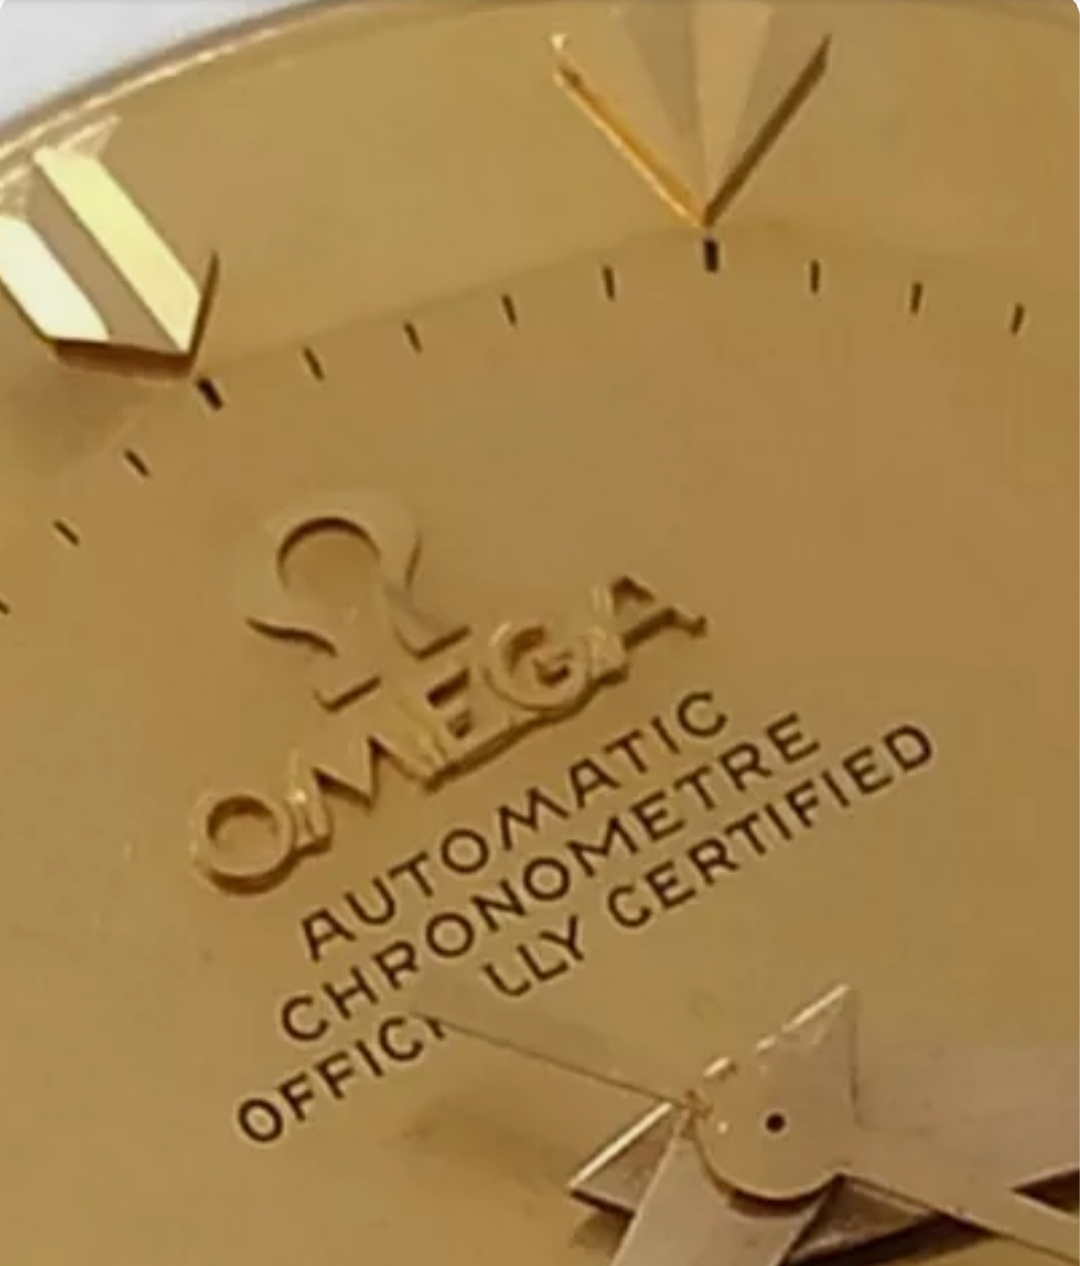 Ω
OMEGA
AUTOMATIC
CHRONOMETRE
OFFICI LLY CERTIFIED